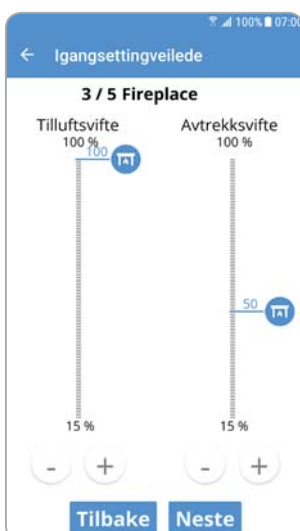 100% 07:00
Igangsettingveilede
3 / 5 Fireplace
Tilluftsvifte Avtrekksvifte
100 % 100 %
100
50
15 % 15 %
- + - +
Tilbake Neste